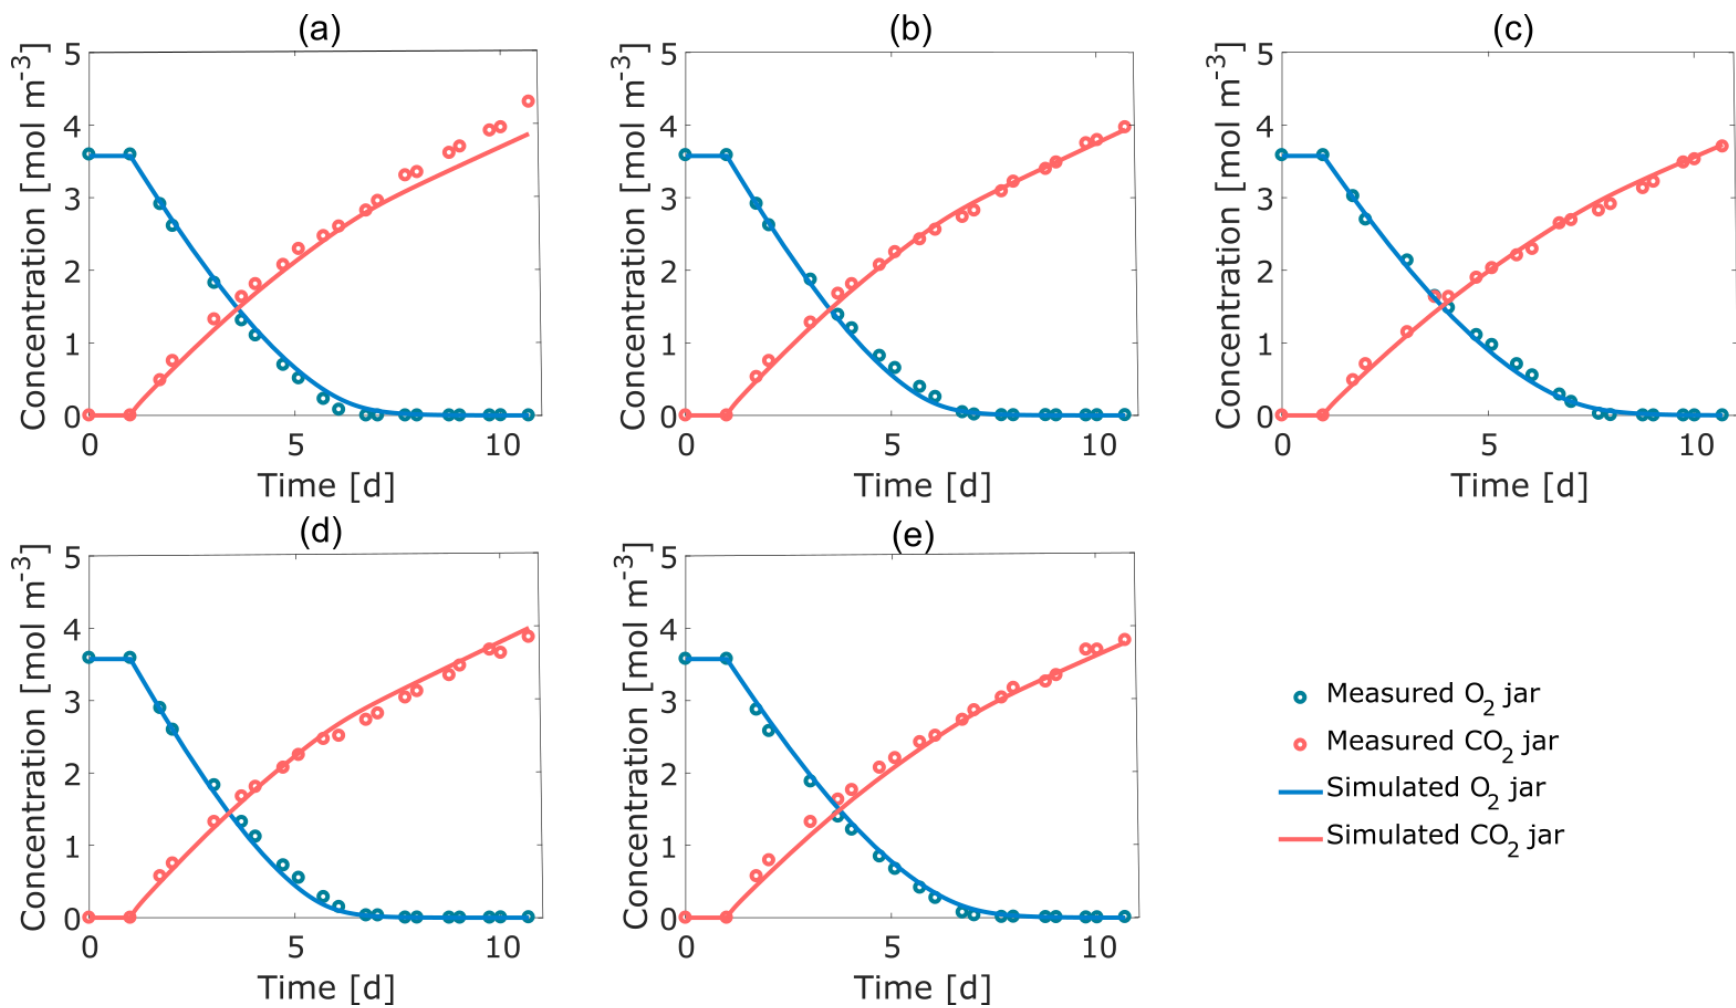 (a)
Concentration [mol m⁻³]
5
4
3
2
1
0
0 5 10
Time [d]
(b)
Concentration [mol m⁻³]
5
4
3
2
1
0
0 5 10
Time [d]
(c)
Concentration [mol m⁻³]
5
4
3
2
1
0
0 5 10
Time [d]
(d)
Concentration [mol m⁻³]
5
4
3
2
1
0
0 5 10
Time [d]
(e)
Concentration [mol m⁻³]
5
4
3
2
1
0
0 5 10
Time [d]
Measured O₂ jar
Measured CO₂ jar
Simulated O₂ jar
Simulated CO₂ jar